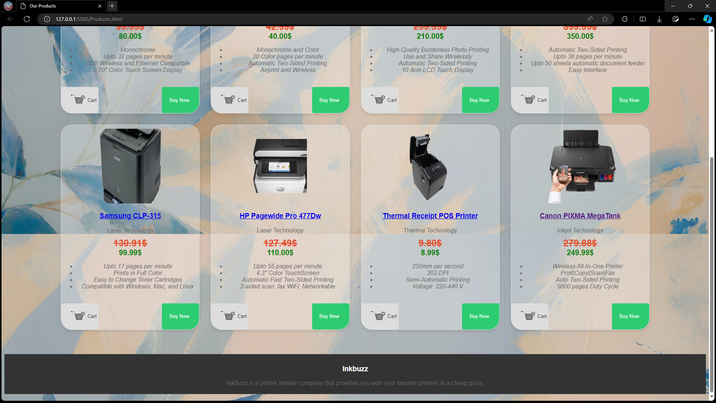 Our Products
127.0.0.1:5500/Products.html
80.00$
40.00$
210.00$
350.00$
Monochrome
Upto 32 pages per minute
USB Wireless and Ethernet Compatible
2.70" Color Touch Screen Display
Monochrome and Color
20 Color pages per minute
Automatic Two-Sided Printing
Airprint and Wireless
High-Quality Borderless Photo Printing
Use and Share Wirelessly
Automatic Two-Sided Printing
10.8cm LCD Touch Display
Automatic Two-Sided Printing
Upto 36 pages per minute
Upto 50 sheets automatic document feeder
Easy Interface
Cart Buy Now
Cart Buy Now
Cart Buy Now
Cart Buy Now
Samsung CLP-315
Laser Technology
130.91$
99.99$
Upto 17 pages per minute
Prints in Full Color
Easy to Change Toner Cartridges
Compatible with Windows, Mac, and Linux
Cart Buy Now
HP Pagewide Pro 477Dw
Laser Technology
127.49$
110.00$
Upto 55 pages per minute
4.3" Color TouchScreen
Automatic Fast Two-Sided Printing
2-sided scan, fax WiFi, Networkable
Cart Buy Now
Thermal Receipt POS Printer
Thermal Technology
9.80$
8.99$
250mm per second
203 DPI
Semi-Automatic Printing
Voltage: 220-440 V
Cart Buy Now
Canon PIXMA MegaTank
Inkjet Technology
279.88$
249.99$
Wireless All-In-One Printer
Print|Copy|Scan|Fax
Auto Two-Sided Printing
5000 pages Duty Cycle
Cart Buy Now
Inkbuzz
InkBuzz is a printer retailer company that provides you with your favorite printers at a cheap price